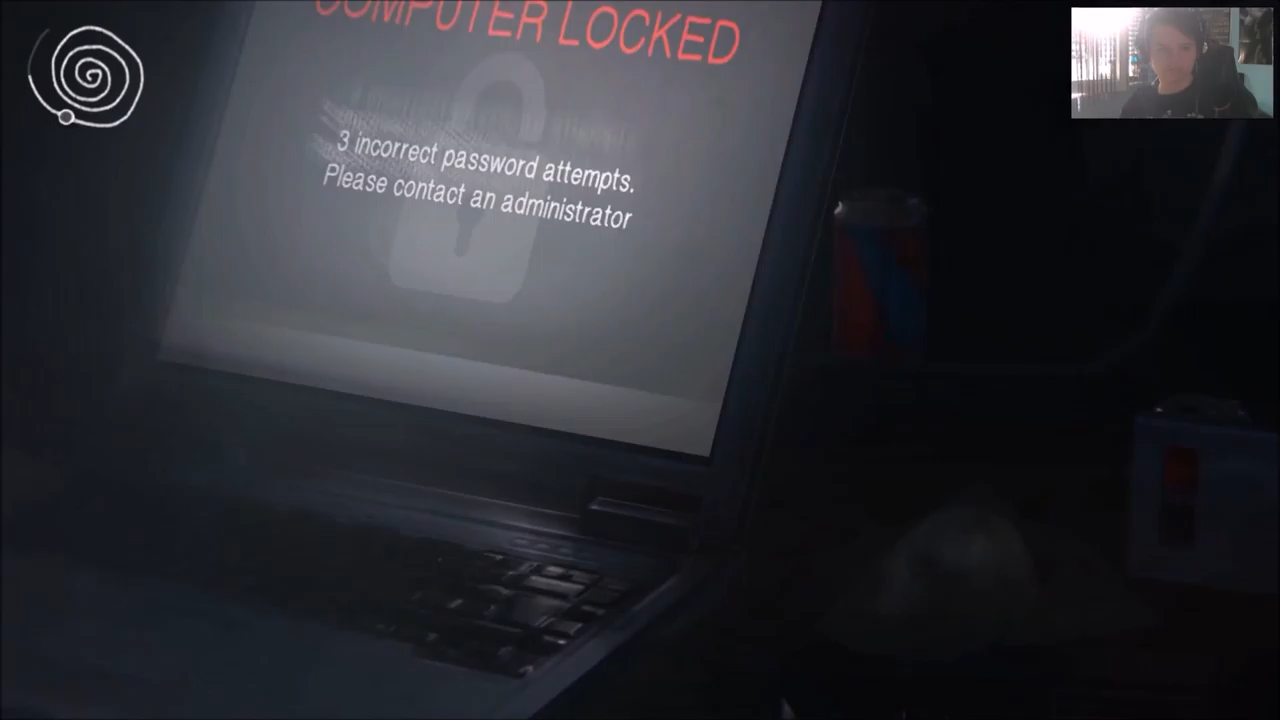 COMPUTER LOCKED
3 incorrect password attempts.
Please contact an administrator